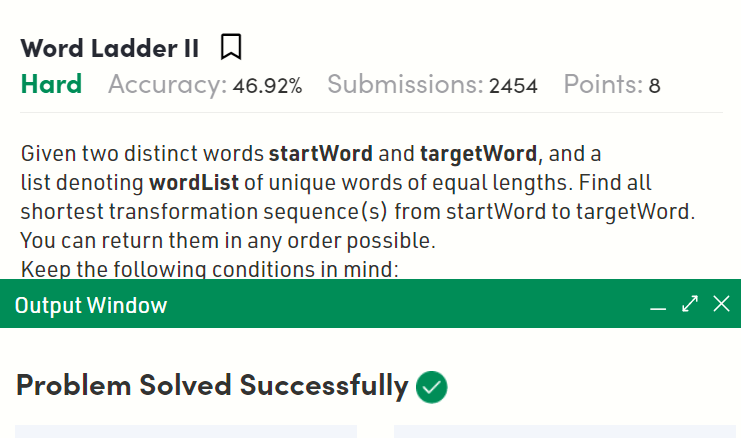 Word Ladder II
Hard Accuracy: 46.92% Submissions: 2454 Points: 8
Given two distinct words startWord and targetWord, and a
list denoting wordList of unique words of equal lengths. Find all
shortest transformation sequence(s) from startWord to targetWord.
You can return them in any order possible.
Keep the following conditions in mind:
Output Window
Problem Solved Successfully